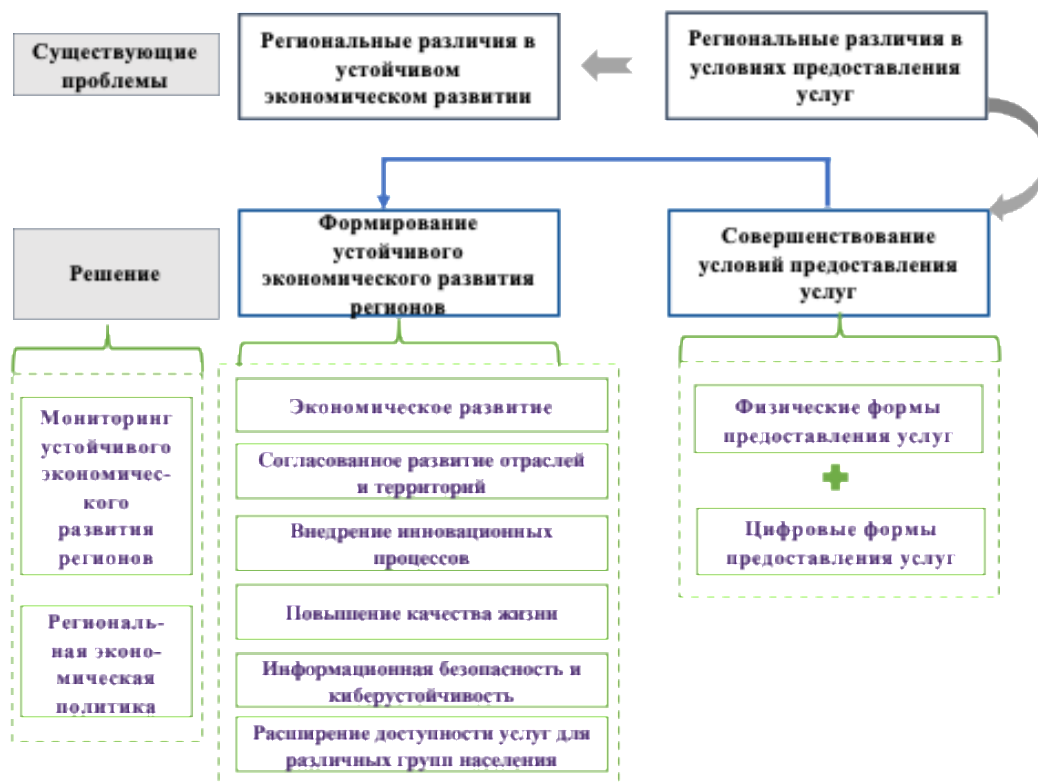 Существующие
проблемы
Региональные различия в
устойчивом
экономическом развитии
Региональные различия в
условиях предоставления
услуг
Решение
Формирование
устойчивого
экономического развития
регионов
Совершенствование
условий предоставления
услуг
Мониторинг
устойчивого
экономичес-
кого
развития
регионов
Региональ-
ная эконо-
мическая
политика
Экономическое развитие
Согласованное развитие отраслей
и территорий
Внедрение инновационных
процессов
Повышение качества жизни
Информационная безопасность и
киберустойчивость
Расширение доступности услуг для
различных групп населения
Физические формы
предоставления услуг
Цифровые формы
предоставления услуг